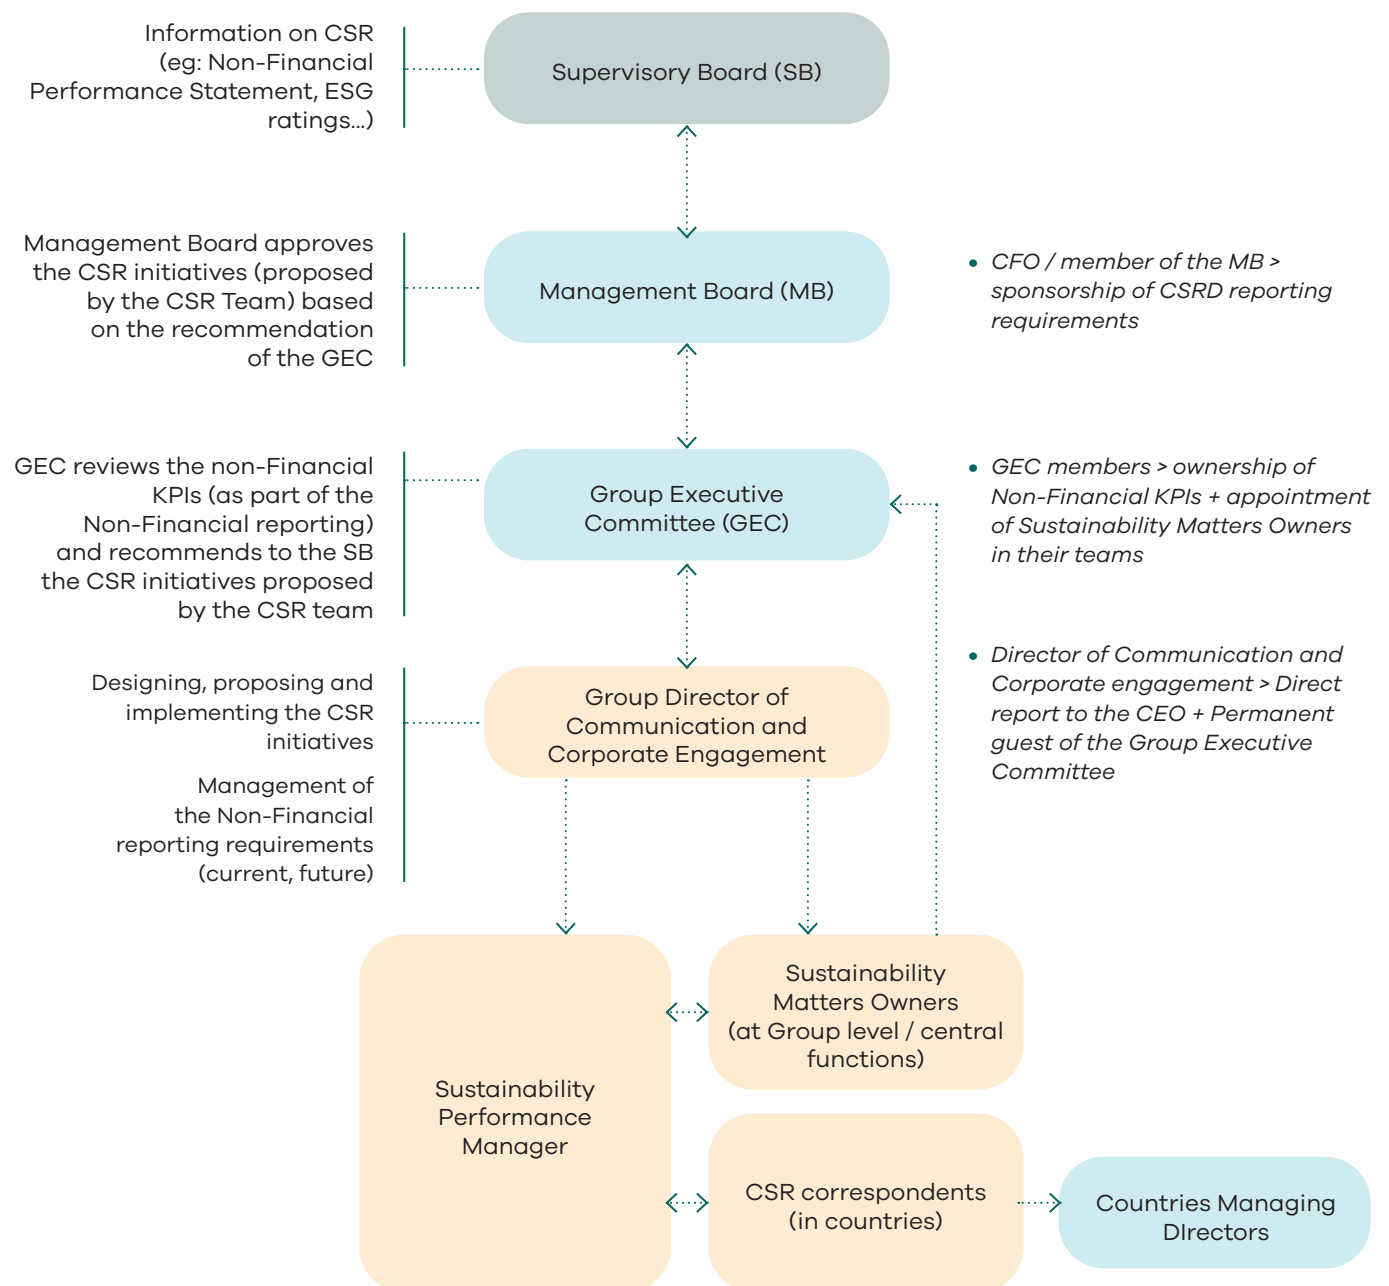 Information on CSR
(eg: Non-Financial
Performance Statement, ESG
ratings...)
Supervisory Board (SB)
Management Board approves
the CSR initiatives (proposed
by the CSR Team) based
on the recommendation
of the GEC
Management Board (MB)
• CFO / member of the MB >
sponsorship of CSRD reporting
requirements
GEC reviews the non-Financial
KPIs (as part of the
Non-Financial reporting)
and recommends to the SB
the CSR initiatives proposed
by the CSR team
Group Executive
Committee (GEC)
• GEC members > ownership of
Non-Financial KPIs + appointment
of Sustainability Matters Owners
in their teams
Designing, proposing and
implementing the CSR
initiatives
Management of
the Non-Financial
reporting requirements
(current, future)
Group Director of
Communication and
Corporate Engagement
• Director of Communication and
Corporate engagement > Direct
report to the CEO + Permanent
guest of the Group Executive
Committee
Sustainability
Performance
Manager
Sustainability
Matters Owners
(at Group level / central
functions)
CSR correspondents
(in countries)
Countries Managing
DIrectors